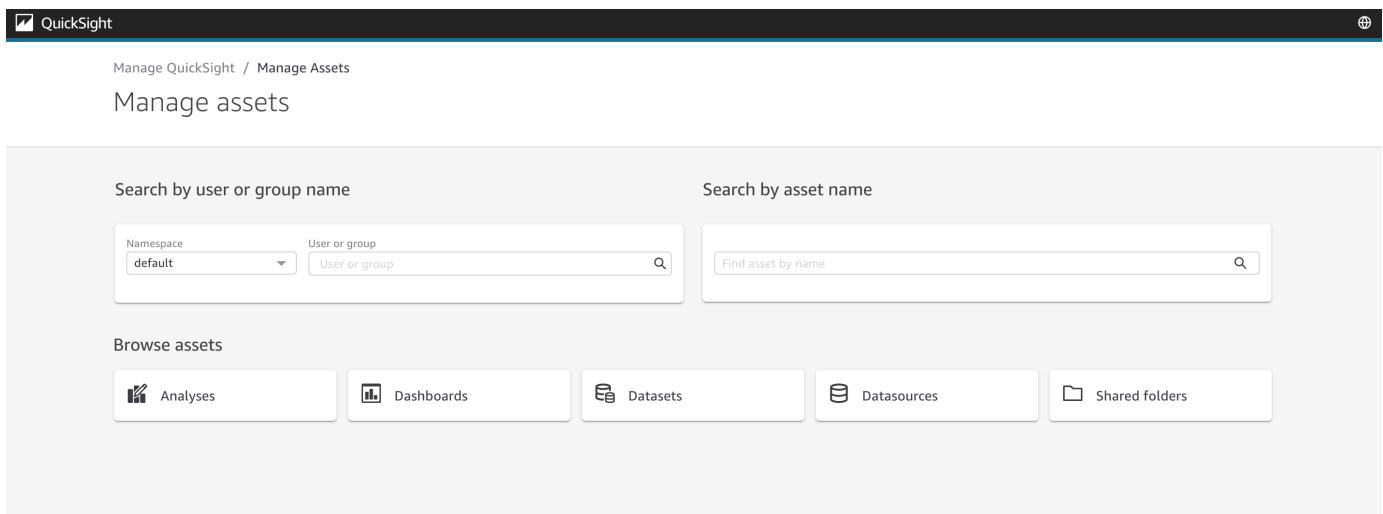 QuickSight
Manage QuickSight / Manage Assets
Manage assets
Search by user or group name
Search by asset name
Namespace
User or group
default
User or group
Find asset by name
Browse assets
Analyses
Dashboards
Datasets
Datasources
Shared folders